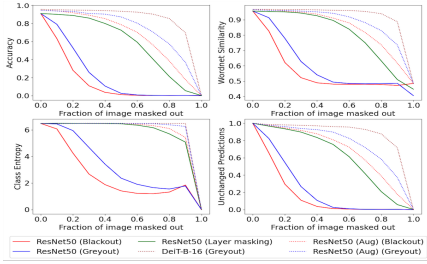 Accuracy
1.0
0.8
0.6
0.4
0.2
0.0
0.0 0.2 0.4 0.6 0.8 1.0
Fraction of image masked out
Wordnet Similarity
0.9
0.8
0.7
0.6
0.5
0.4
0.0 0.2 0.4 0.6 0.8 1.0
Fraction of image masked out
Class Entropy
6
4
2
0
0.0 0.2 0.4 0.6 0.8 1.0
Fraction of image masked out
Unchanged Predictions
1.0
0.8
0.6
0.4
0.2
0.0
0.0 0.2 0.4 0.6 0.8 1.0
Fraction of image masked out
ResNet50 (Blackout) ResNet50 (Layer masking) ResNet50 (Aug) (Blackout)
ResNet50 (Greyout) DeiT-B-16 (Greyout) ResNet50 (Aug) (Greyout)